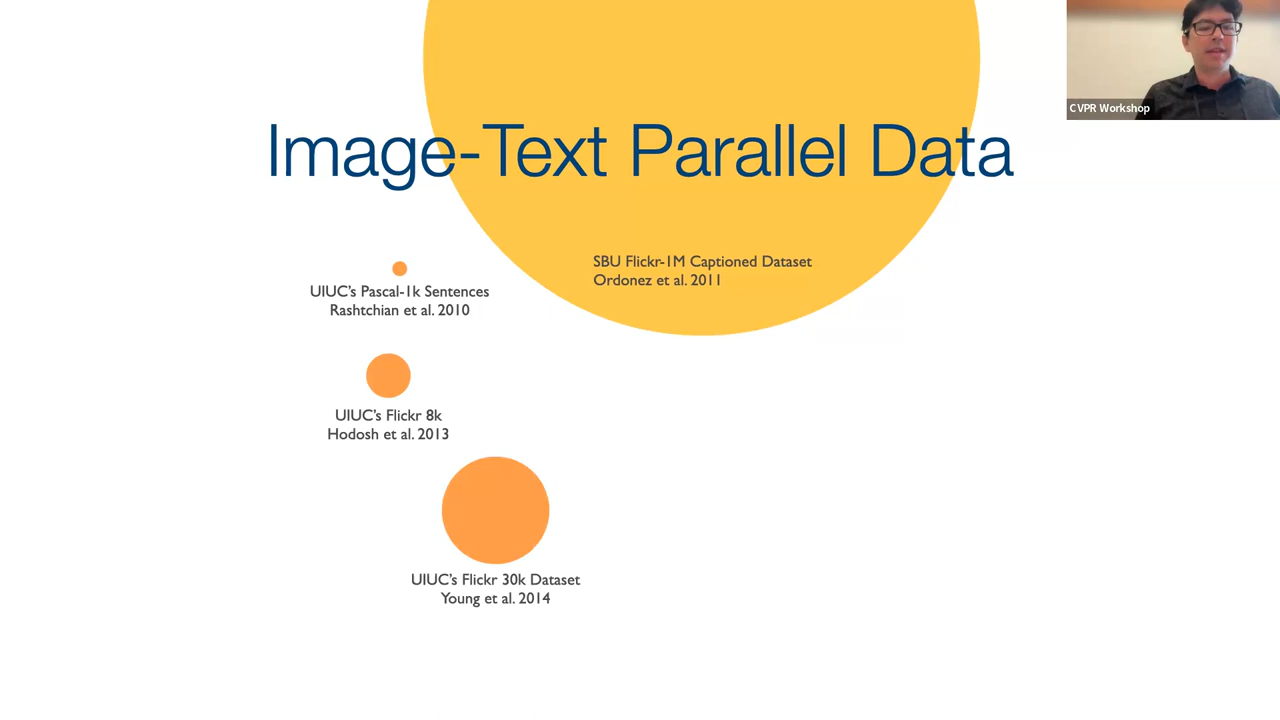 CVPR Workshop
Image-Text Parallel Data
SBU Flickr-1M Captioned Dataset
Ordonez et al. 2011
UIUC's Pascal-1k Sentences
Rashtchian et al. 2010
UIUC's Flickr 8k
Hodosh et al. 2013
UIUC's Flickr 30k Dataset
Young et al. 2014